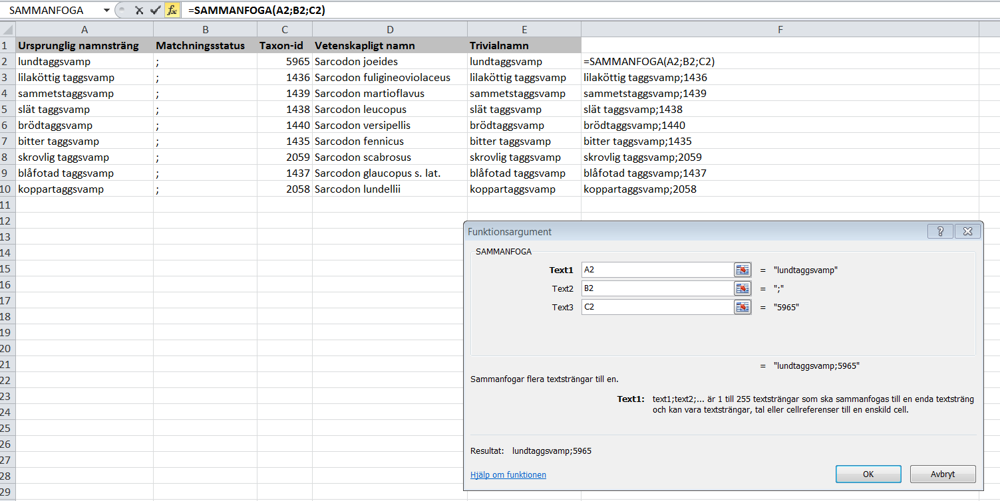 SAMMANFOGA =SAMMANFOGA(A2;B2;C2)
A B C D E F
1 Ursprunglig namnsträng Matchningsstatus Taxon-id Vetenskapligt namn Trivialnamn
2 lundtaggsvamp ; 5965 Sarcodon joeides lundtaggsvamp =SAMMANFOGA(A2;B2;C2)
3 lilaköttig taggsvamp ; 1436 Sarcodon fuligineoviolaceus lilaköttig taggsvamp lilaköttig taggsvamp;1436
4 sammetstaggsvamp ; 1439 Sarcodon martioflavus sammetstaggsvamp sammetstaggsvamp;1439
5 slät taggsvamp ; 1438 Sarcodon leucopus slät taggsvamp slät taggsvamp;1438
6 brödtaggsvamp ; 1440 Sarcodon versipellis brödtaggsvamp brödtaggsvamp;1440
7 bitter taggsvamp ; 1435 Sarcodon fennicus bitter taggsvamp bitter taggsvamp;1435
8 skrovlig taggsvamp ; 2059 Sarcodon scabrosus skrovlig taggsvamp skrovlig taggsvamp;2059
9 blåfotad taggsvamp ; 1437 Sarcodon glaucopus s. lat. blåfotad taggsvamp blåfotad taggsvamp;1437
10 koppartaggsvamp ; 2058 Sarcodon lundellii koppartaggsvamp koppartaggsvamp;2058
11
12
13
14
15
16
17
18
19
20
21
22
23
24
25
26
27
28
29
Funktionsargument
SAMMANFOGA
Text1 A2 = "lundtaggsvamp"
Text2 B2 = ";"
Text3 C2 = "5965"
= "lundtaggsvamp;5965"
Sammanfogar flera textsträngar till en.
Text1: text1;text2;... är 1 till 255 textsträngar som ska sammanfogas till en enda textsträng
och kan vara textsträngar, tal eller cellreferenser till en enskild cell.
Resultat: lundtaggsvamp;5965
Hjälp om funktionen OK Avbryt